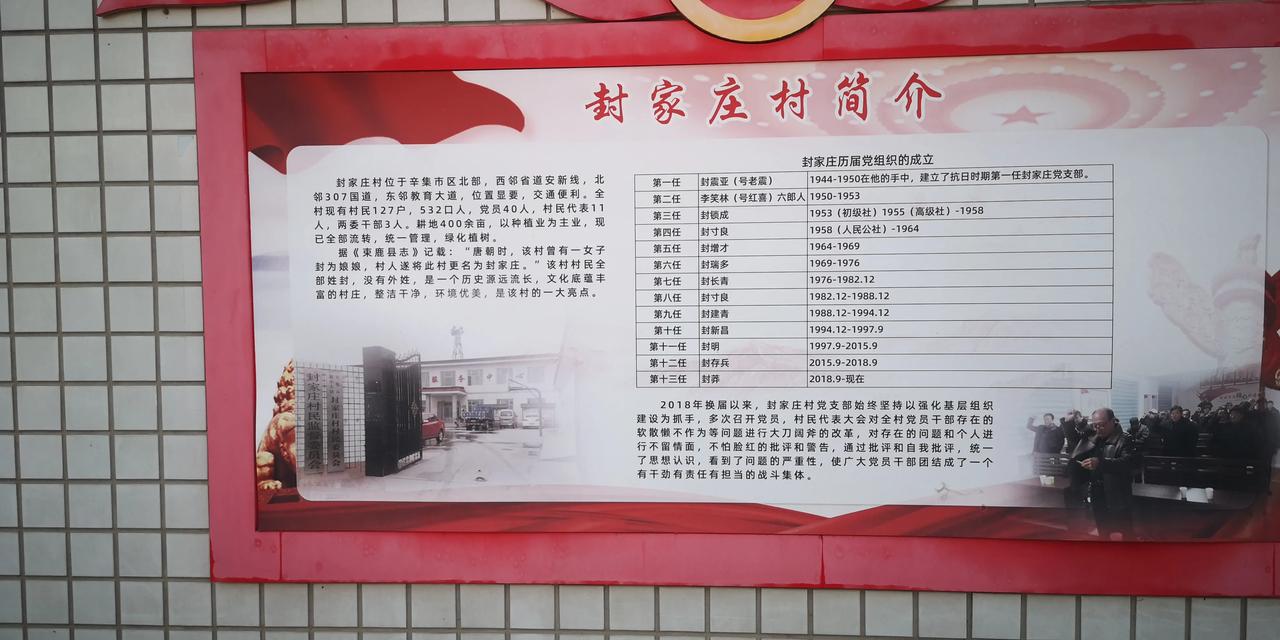 封家庄村简介
封家庄村位于辛集市区北部，西邻省道安新线，北
邻307国道，东邻教育大道，位置显要，交通便利。全
村现有村民127户，532口人，党员40人，村民代表11
人，两委干部3人。耕地400余亩，以种植业为主业，现
已全部流转，统一管理，绿化植树。
据《束鹿县志》记载：“唐朝时，该村曾有一女子
封为娘娘，村人遂将此村更名为封家庄。”该村村民全
部姓封，没有外姓，是一个历史源远流长，文化底蕴丰
富的村庄，整洁干净，环境优美，是该村的一大亮点。
封家庄村民监督委员会
服务中心
封家庄历届党组织的成立
第一任 封震亚（号老震） 1944-1950在他的手中，建立了抗日时期第一任封家庄党支部。
第二任 李笑林（号红喜）六郎人 1950-1953
第三任 封锁成 1953（初级社）1955（高级社）-1958
第四任 封寸良 1958（人民公社）-1964
第五任 封增才 1964-1969
第六任 封瑞多 1969-1976
第七任 封长青 1976-1982.12
第八任 封寸良 1982.12-1988.12
第九任 封建青 1988.12-1994.12
第十任 封新昌 1994.12-1997.9
第十一任 封明 1997.9-2015.9
第十二任 封存兵 2015.9-2018.9
第十三任 封莽 2018.9-现在
2018年换届以来，封家庄村党支部始终坚持以强化基层组织
建设为抓手，多次召开党员，村民代表大会对全村党员干部存在的
软散懒不作为等问题进行大刀阔斧的改革，对存在的问题和个人进
行不留情面，不怕脸红的批评和警告，通过批评和自我批评，统一
了思想认识，看到了问题的严重性，使广大党员干部团结成了一个
有干劲有责任有担当的战斗集体。